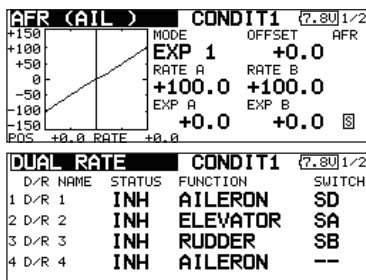 AFR (AIL ) CONDIT1 7.8V 1/2
MODE OFFSET AFR
EXP 1 +0.0
RATE A RATE B
+100.0 +100.0
EXP A EXP B
+0.0 +0.0 S
+150
+100
+50
0
-50
-100
-150
POS +0.0 RATE +0.0
DUAL RATE CONDIT1 7.8V 1/2
D/R NAME STATUS FUNCTION SWITCH
1 D/R 1 INH AILERON SD
2 D/R 2 INH ELEVATOR SA
3 D/R 3 INH RUDDER SB
4 D/R 4 INH AILERON --